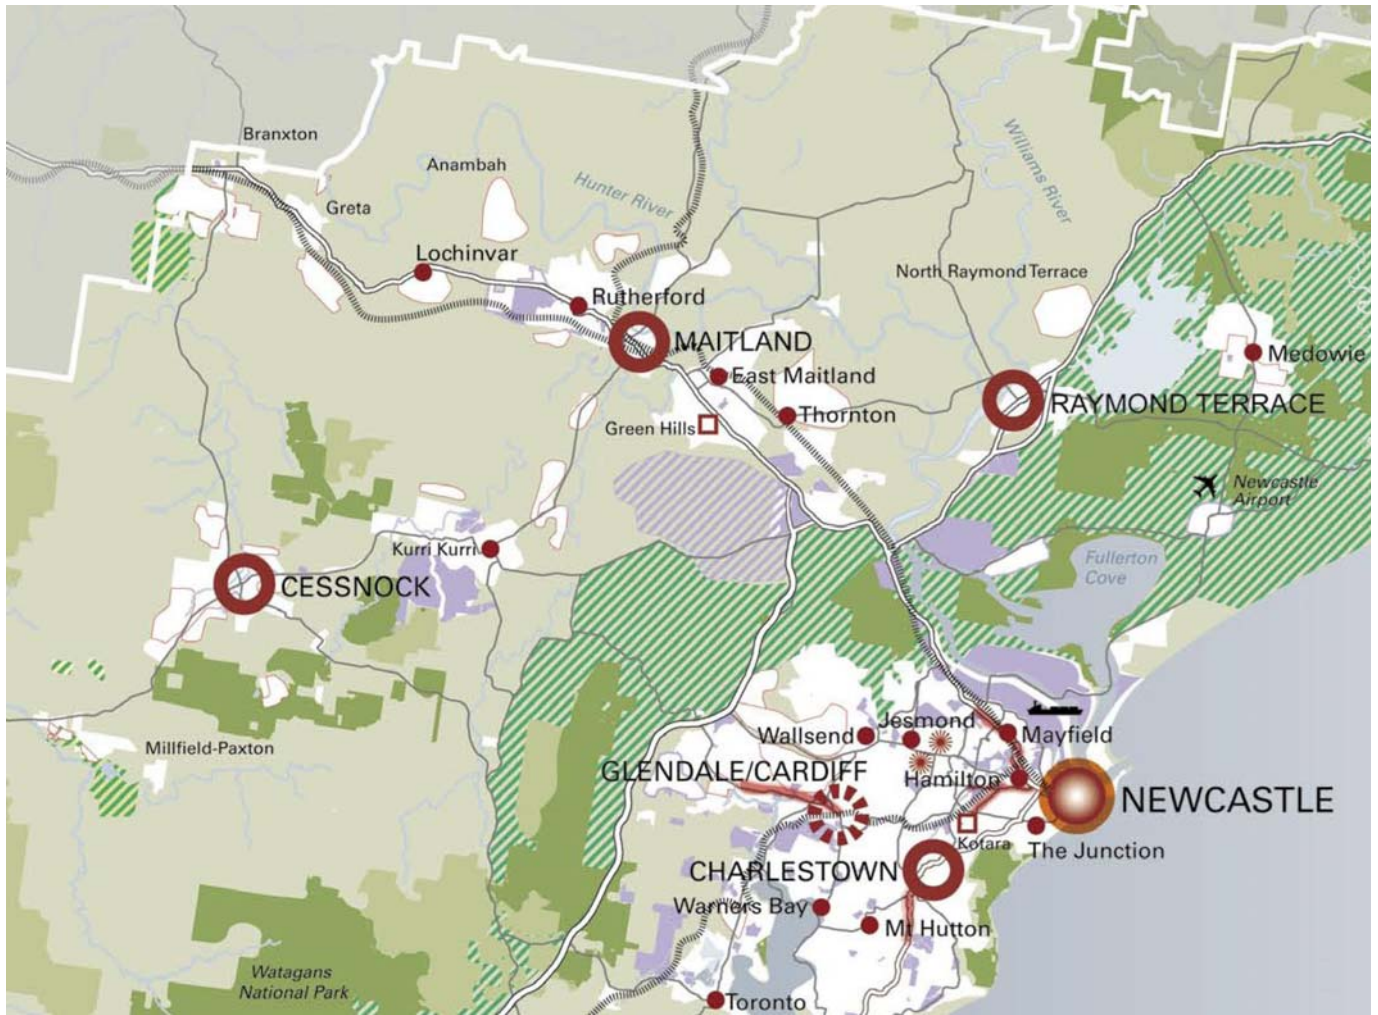 Branxton
Anambah
Williams River
Hunter River
Greta
Lochinvar
North Raymond Terrace
Rutherford
MAITLAND
Medowie
East Maitland
RAYMOND TERRACE
Thornton
Green Hills
Newcastle
Airport
Kurri Kurri
Fullerton
Cove
CESSNOCK
Jesmond
Wallsend
Mayfield
Millfield-Paxton
GLENDALE/CARDIFF
Hamilton
NEWCASTLE
Kotara
The Junction
CHARLESTOWN
Warners Bay
Mt Hutton
Watagans
National Park
Toronto